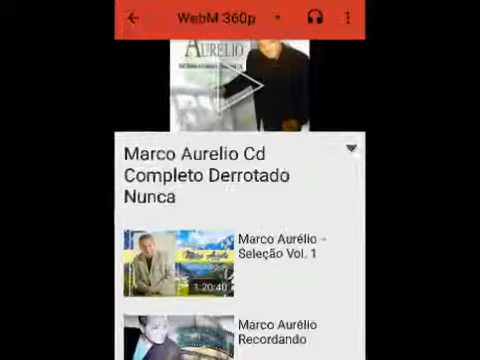 WebM 360p
AURELIO
Marco Aurelio Cd
Completo Derrotado
Nunca
Marco Aurélio -
Seleção Vol. 1
1:20:40
Marco Aurélio
Recordando